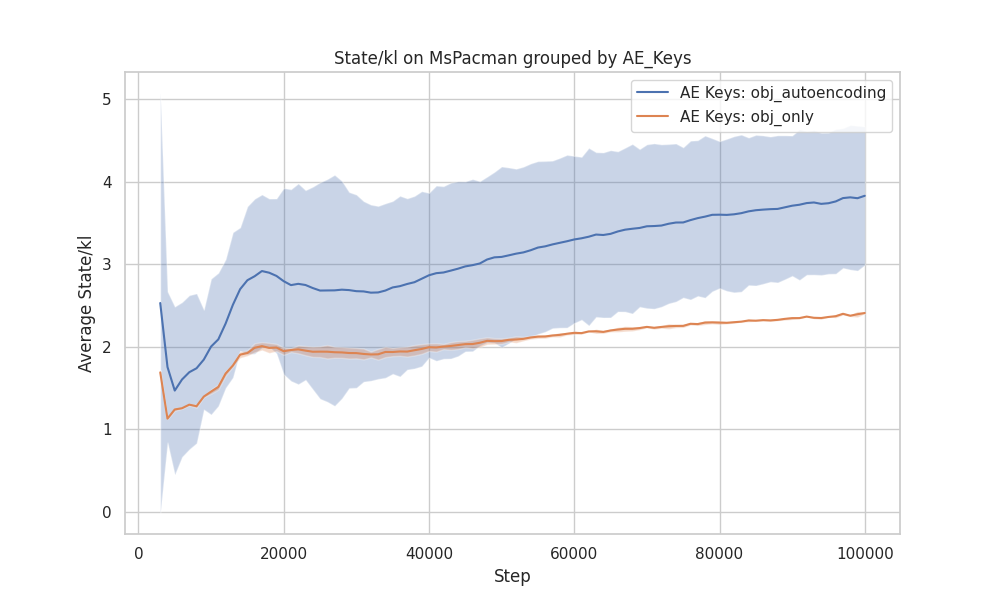 State/kl on MsPacman grouped by AE_Keys
AE Keys: obj_autoencoding
AE Keys: obj_only
Average State/kl
5
4
3
2
1
0
0 20000 40000 60000 80000 100000
Step